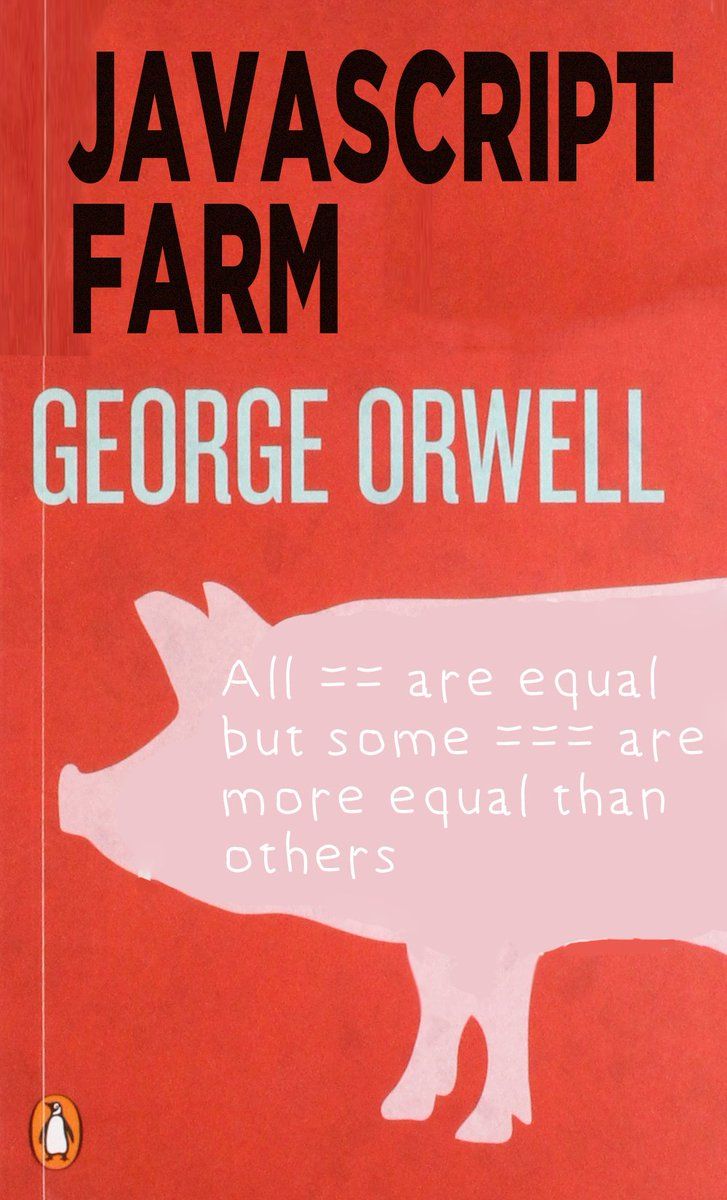 JAVASCRIPT
FARM
GEORGE ORWELL
All == are equal
but some === are
more equal than
others